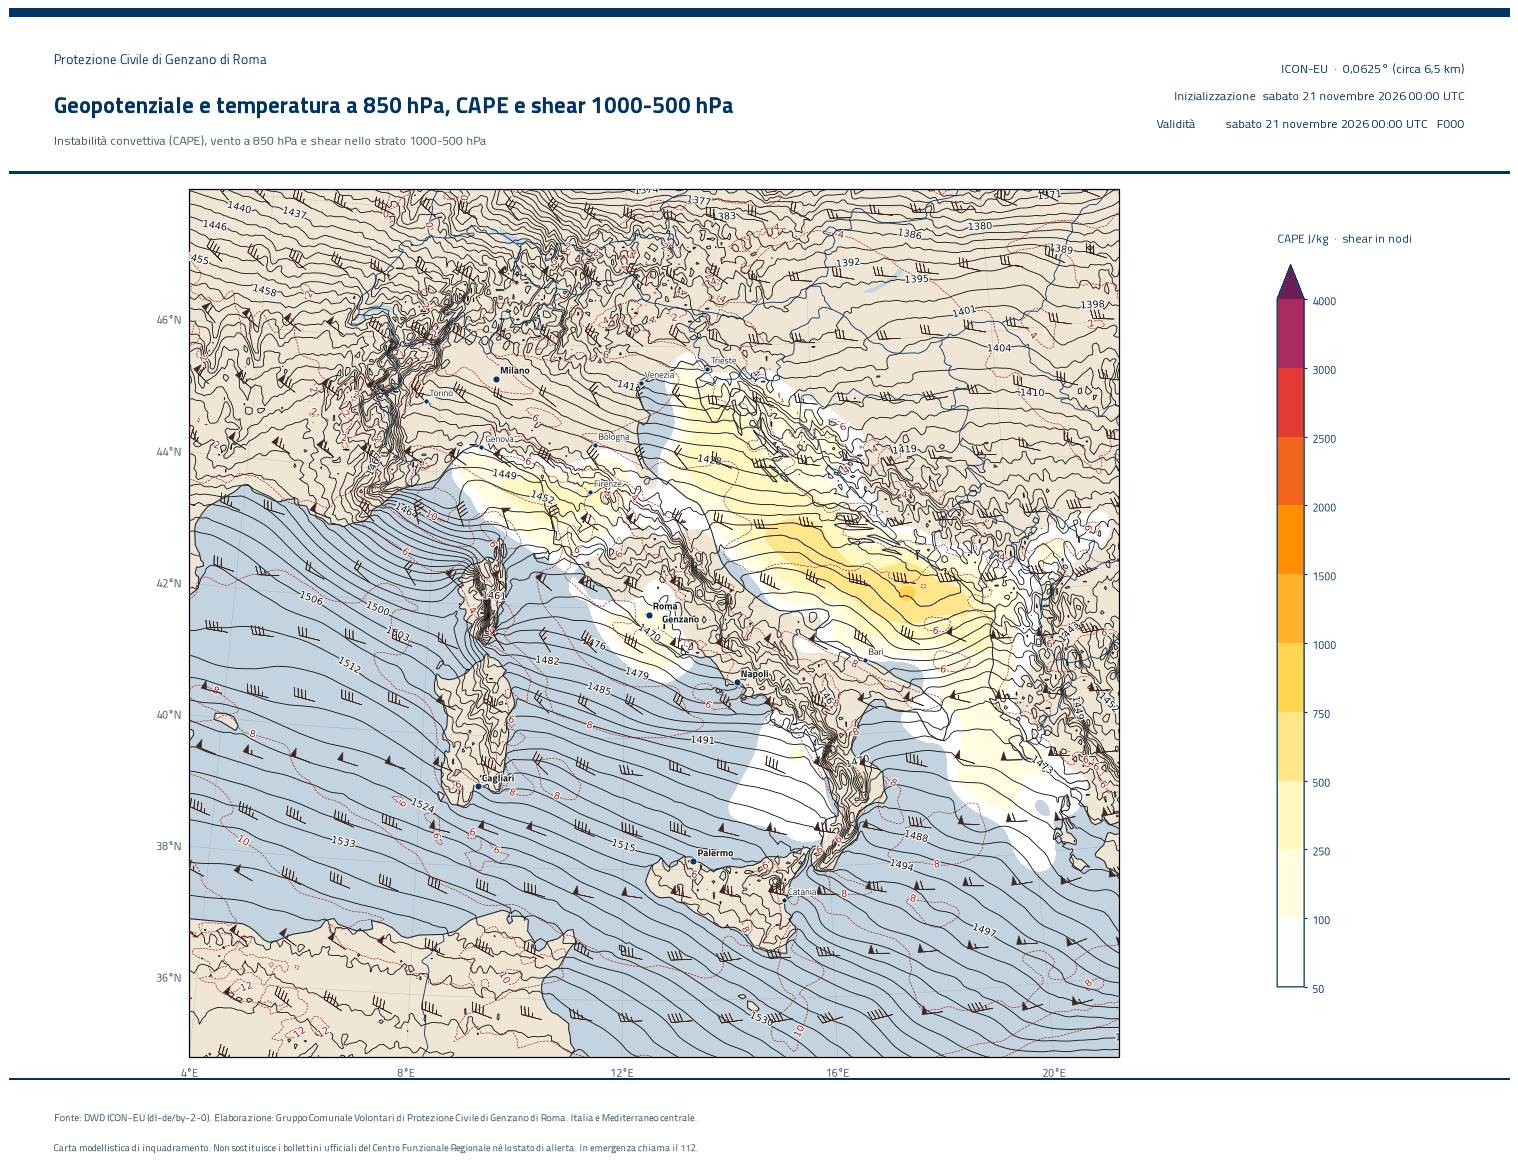 Protezione Civile di Genzano di Roma
Geopotenziale e temperatura a 850 hPa, CAPE e shear 1000-500 hPa
Instabilità convettiva (CAPE), vento a 850 hPa e shear nello strato 1000-500 hPa
ICON-EU · 0,0625° (circa 6,5 km)
Inizializzazione sabato 21 novembre 2026 00:00 UTC
Validità sabato 21 novembre 2026 00:00 UTC F000
CAPE J/kg · shear in nodi
4000
3000
2500
2000
1500
1000
750
500
250
100
50
46°N
44°N
42°N
40°N
38°N
36°N
4°E
8°E
12°E
16°E
20°E
Milano
Torino
Venezia
Trieste
Genova
Bologna
Firenze
Roma
Genzano
Napoli
Bari
Cagliari
Palermo
Catania
1440
1437
1446
1458
1377
1383
1371
1380
1386
1389
1392
1395
1398
1401
1404
1410
1419
1449
1452
1461
1470
1476
1479
1482
1485
1491
1500
1503
1506
1512
1515
1524
1533
1473
1488
1494
1497
1530
Fonte: DWD ICON-EU (dl-de/by-2-0). Elaborazione: Gruppo Comunale Volontari di Protezione Civile di Genzano di Roma. Italia e Mediterraneo centrale.
Carta modellistica di inquadramento. Non sostituisce i bollettini ufficiali del Centro Funzionale Regionale né lo stato di allerta. In emergenza chiama il 112.